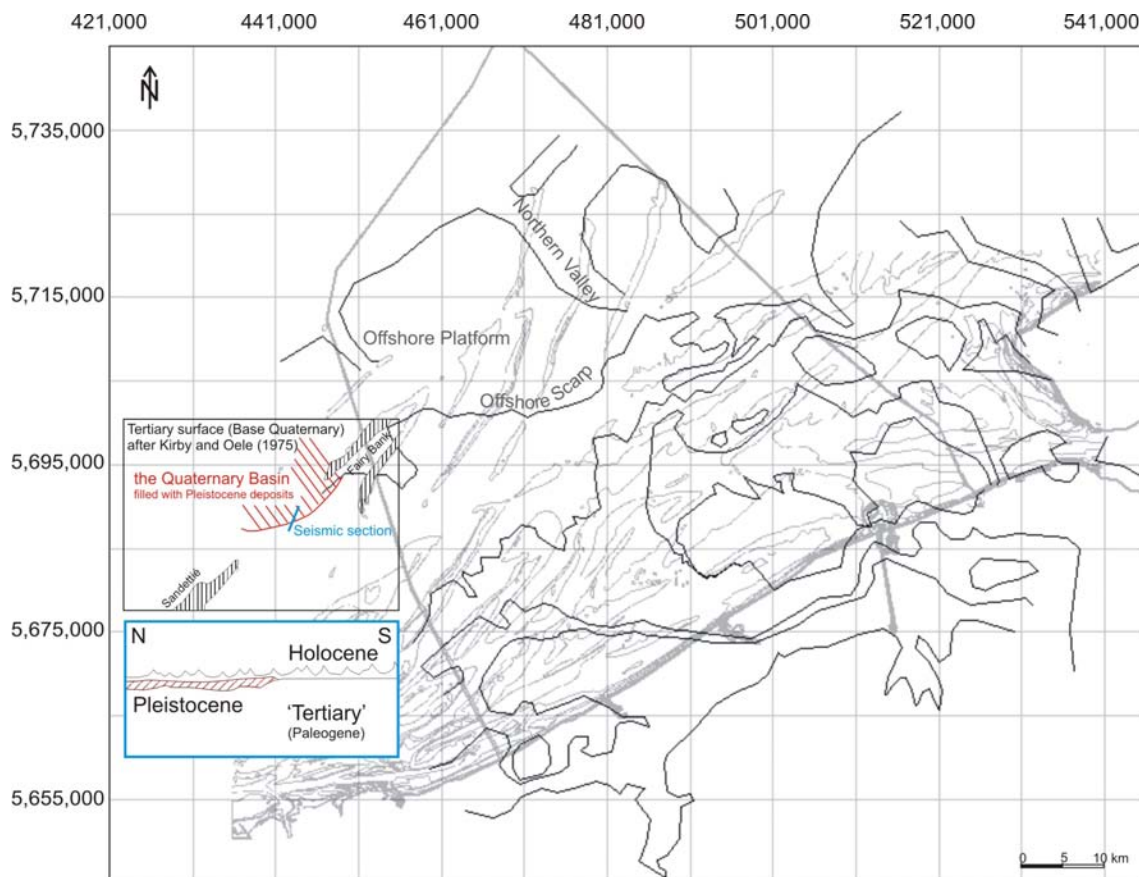 421,000 441,000 461,000 481,000 501,000 521,000 541,000
N
5,735,000
5,715,000
5,695,000
5,675,000
5,655,000
Northern Valley
Offshore Platform
Offshore Scarp
Tertiary surface (Base Quaternary)
after Kirby and Oele (1975)
the Quaternary Basin
filled with Pleistocene deposits
Fairy Bank
Seismic section
Sandettié
N S
Holocene
Pleistocene
'Tertiary'
(Paleogene)
0 5 10 km